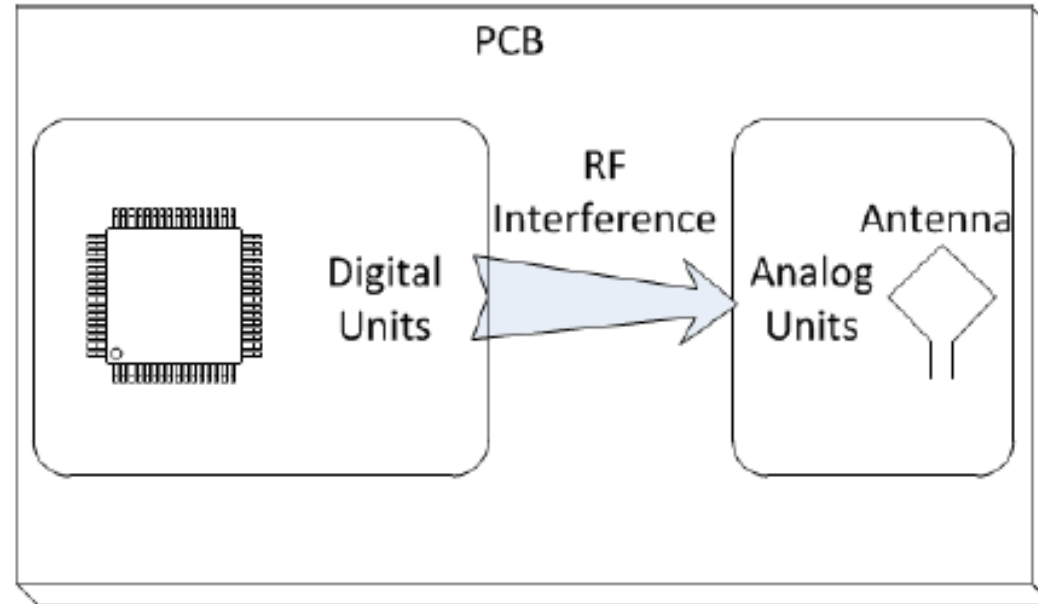 PCB
RF
Interference
Antenna
Digital
Units
Analog
Units